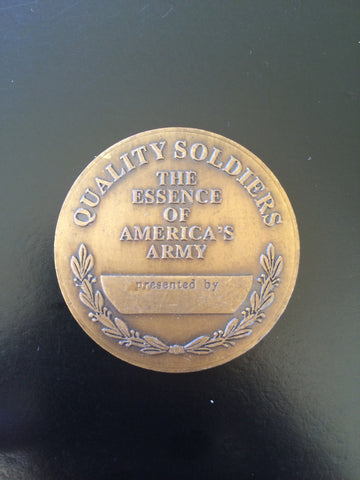 QUALITY SOLDIERS
THE
ESSENCE
OF
AMERICA'S
ARMY
presented by